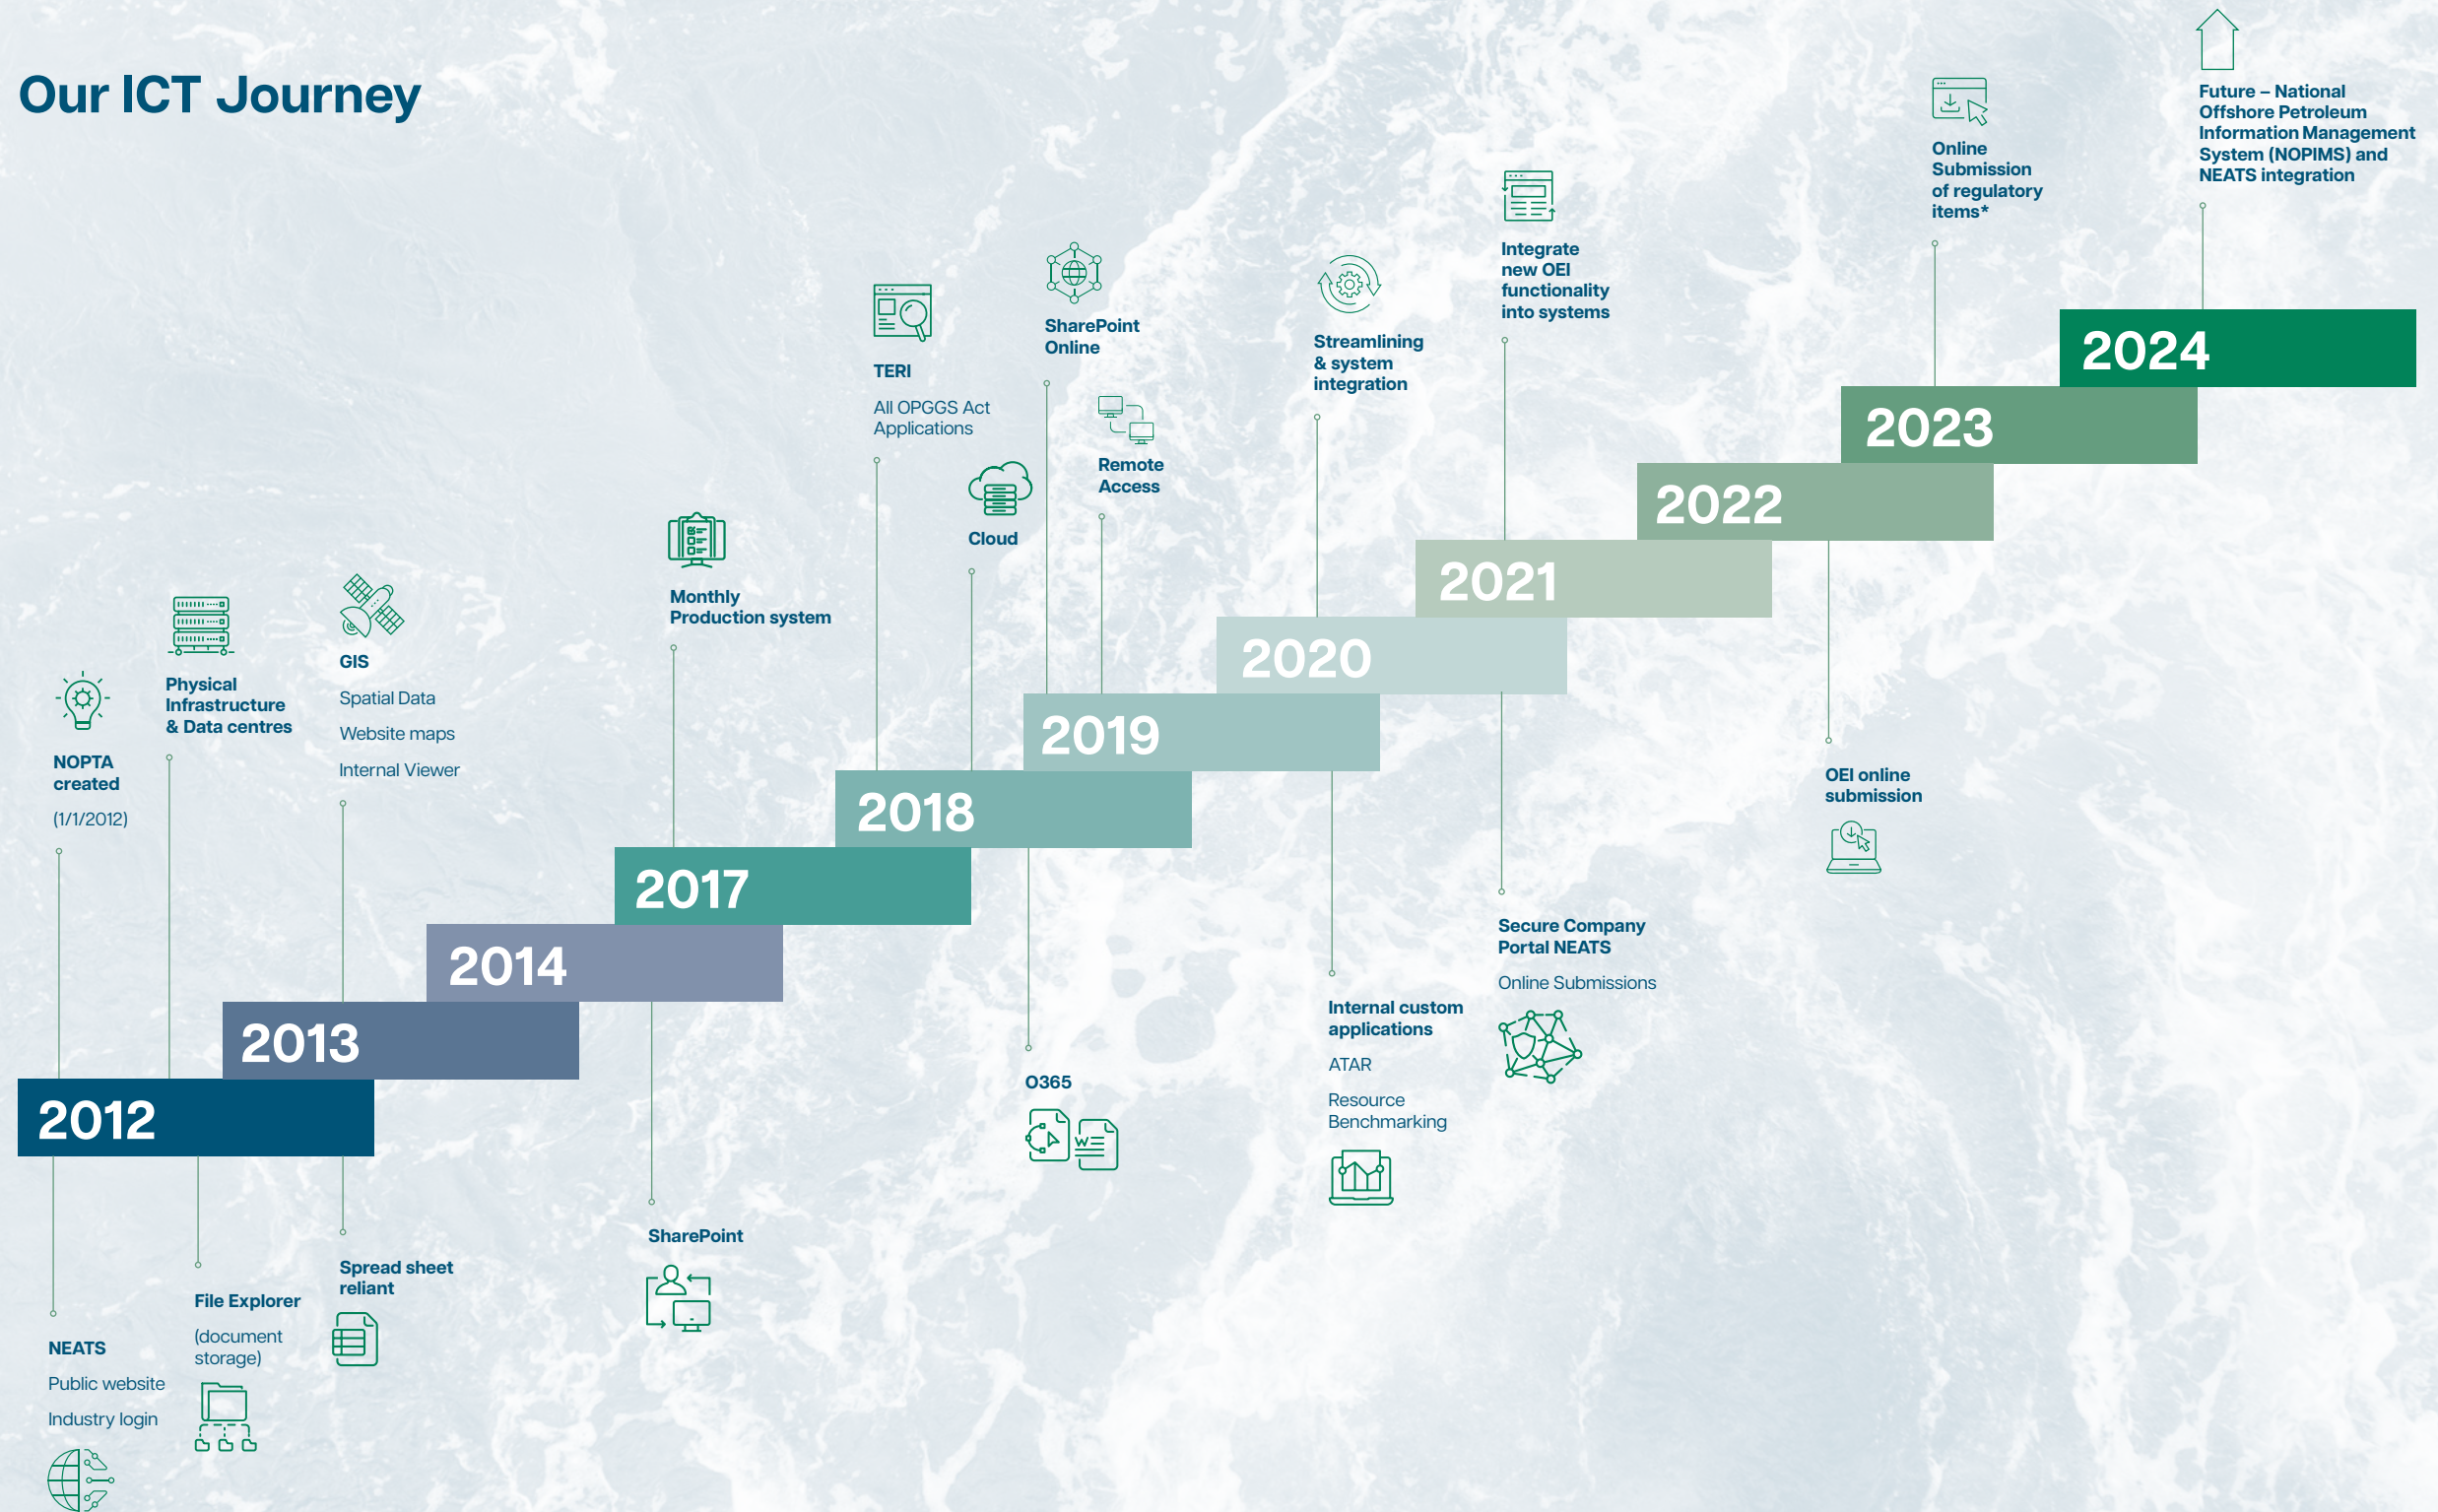 Our ICT Journey
NOPTA
created
(1/1/2012)
Physical
Infrastructure
& Data centres
GIS
Spatial Data
Website maps
Internal Viewer
Monthly
Production system
TERI
All OPGGS Act
Applications
Cloud
SharePoint
Online
Remote
Access
Streamlining
& system
integration
Integrate
new OEI
functionality
into systems
Online
Submission
of regulatory
items*
Future – National
Offshore Petroleum
Information Management
System (NOPIMS) and
NEATS integration
2024
2023
2022
2021
2020
2019
2018
2017
2014
2013
2012
NEATS
Public website
Industry login
File Explorer
(document
storage)
Spread sheet
reliant
SharePoint
O365
W
Internal custom
applications
ATAR
Resource
Benchmarking
Secure Company
Portal NEATS
Online Submissions
OEI online
submission